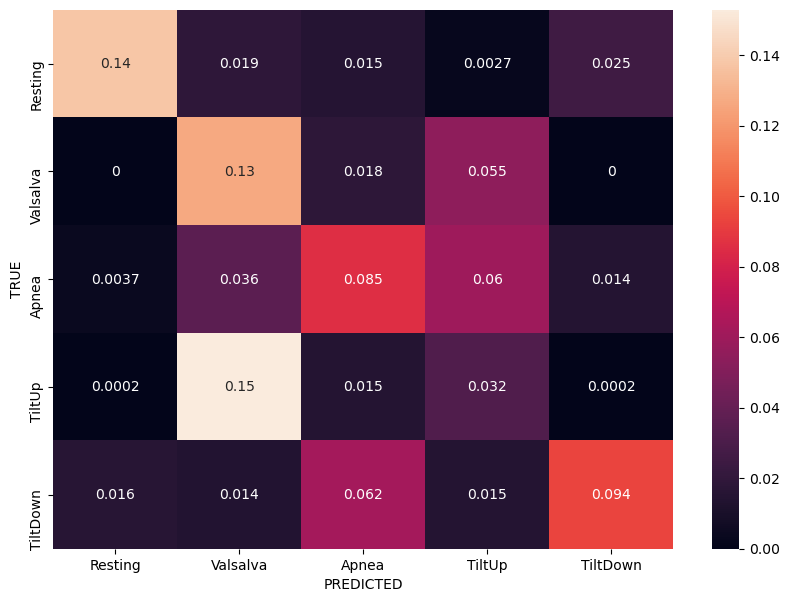 TRUE
Resting 0.14 0.019 0.015 0.0027 0.025
Valsalva 0 0.13 0.018 0.055 0
Apnea 0.0037 0.036 0.085 0.06 0.014
TiltUp 0.0002 0.15 0.015 0.032 0.0002
TiltDown 0.016 0.014 0.062 0.015 0.094
Resting Valsalva Apnea TiltUp TiltDown
PREDICTED
0.14
0.12
0.10
0.08
0.06
0.04
0.02
0.00